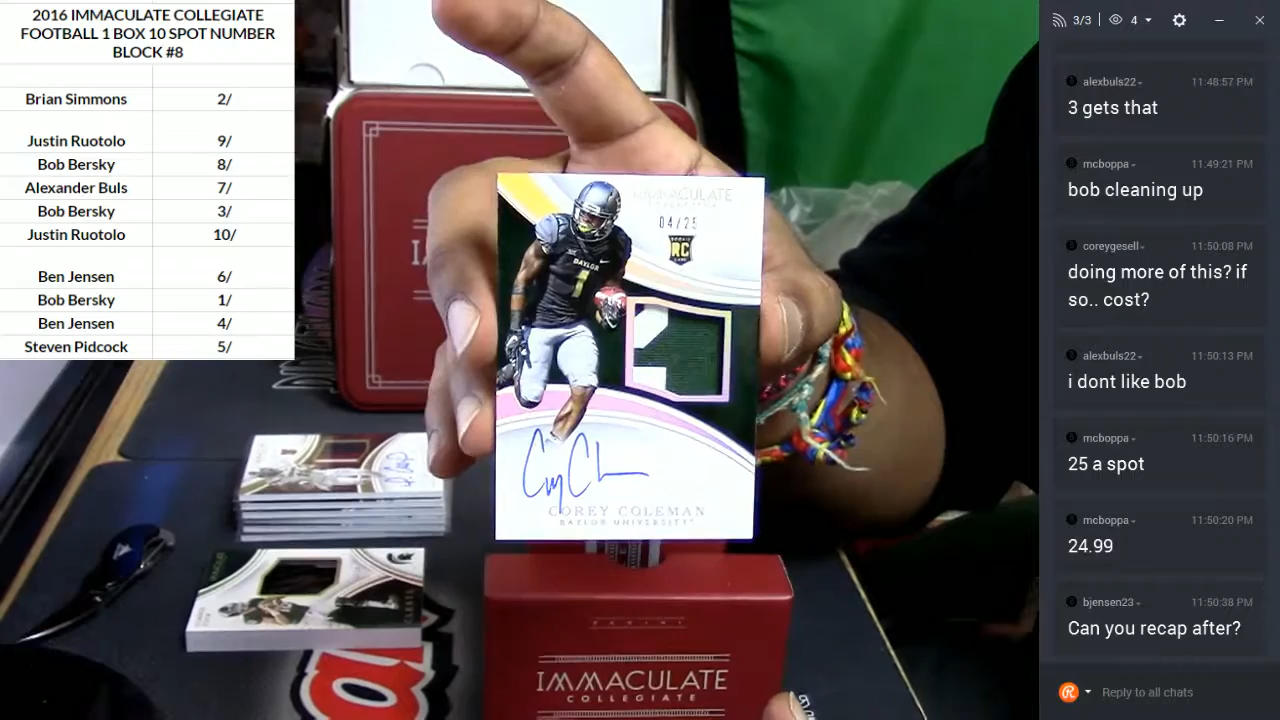 2016 IMMACULATE COLLEGIATE
FOOTBALL 1 BOX 10 SPOT NUMBER
BLOCK #8
Brian Simmons 2/
Justin Ruotolo 9/
Bob Bersky 8/
Alexander Buls 7/
Bob Bersky 3/
Justin Ruotolo 10/
Ben Jensen 6/
Bob Bersky 1/
Ben Jensen 4/
Steven Pidcock 5/
IMMACULATE
04/25
ROOKIE
RC
BAYLOR
1
COREY COLEMAN
BAYLOR UNIVERSITY
PANINI
IMMACULATE
COLLEGIATE
3/3 4
alexbuls22 11:48:57 PM
3 gets that
mcboppa 11:49:21 PM
bob cleaning up
coreygesell 11:50:08 PM
doing more of this? if
so.. cost?
alexbuls22 11:50:13 PM
i dont like bob
mcboppa 11:50:16 PM
25 a spot
mcboppa 11:50:20 PM
24.99
bjensen23 11:50:38 PM
Can you recap after?
Reply to all chats